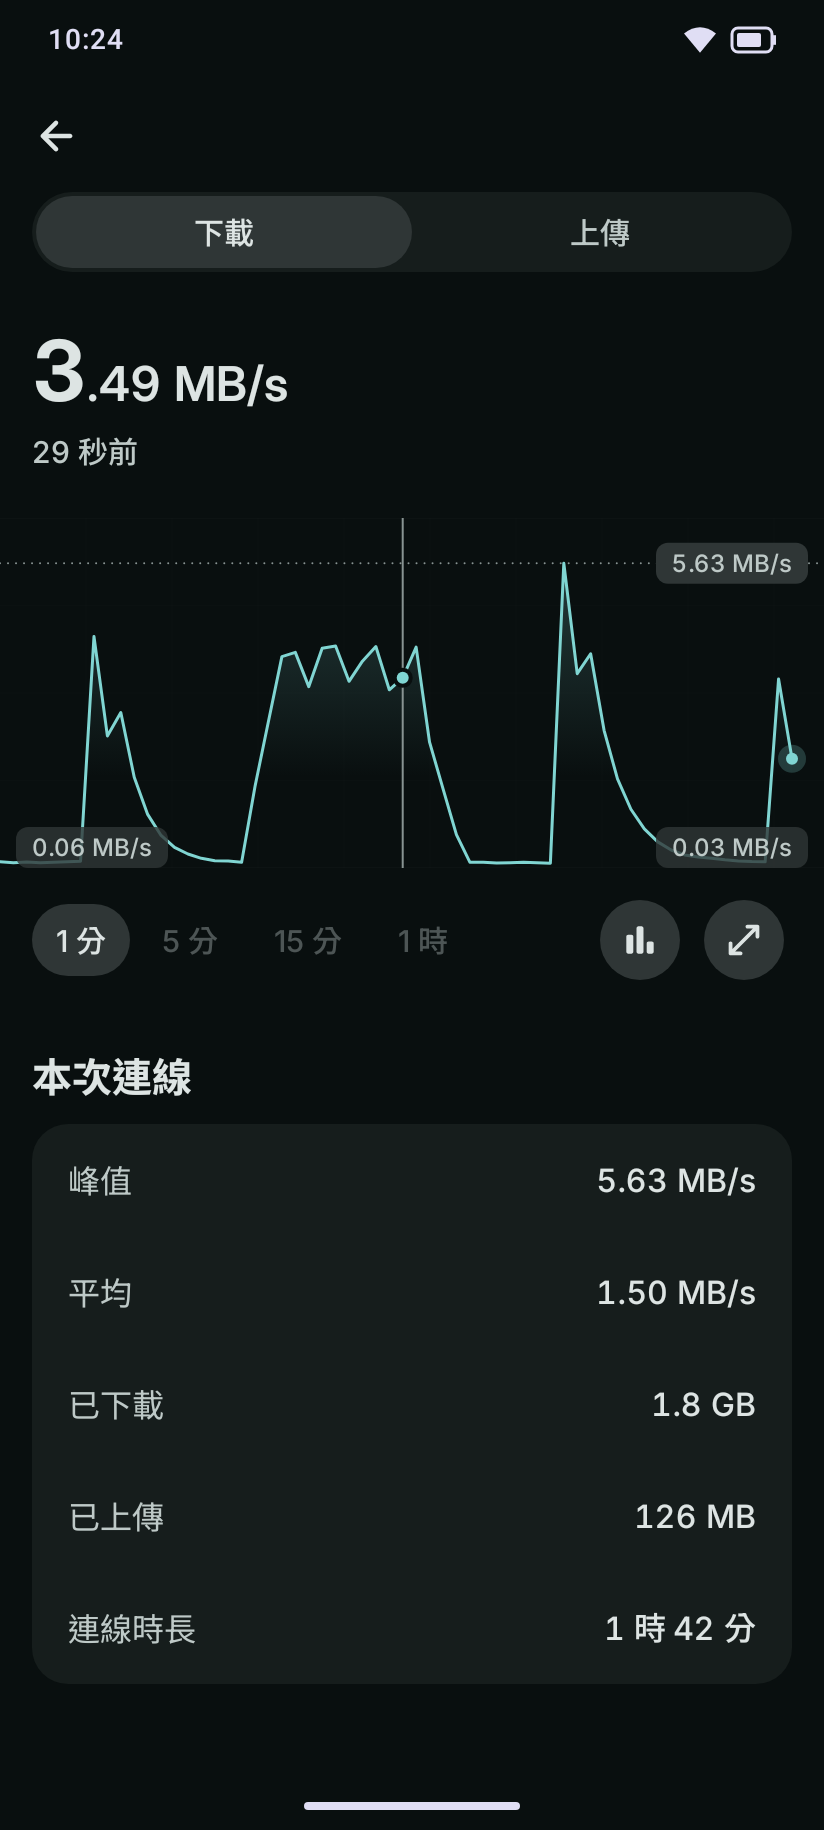 10:24
下載
上傳
3.49 MB/s
29 秒前
5.63 MB/s
0.06 MB/s
0.03 MB/s
1 分
5 分
15 分
1 時
本次連線
峰值
5.63 MB/s
平均
1.50 MB/s
已下載
1.8 GB
已上傳
126 MB
連線時長
1 時 42 分